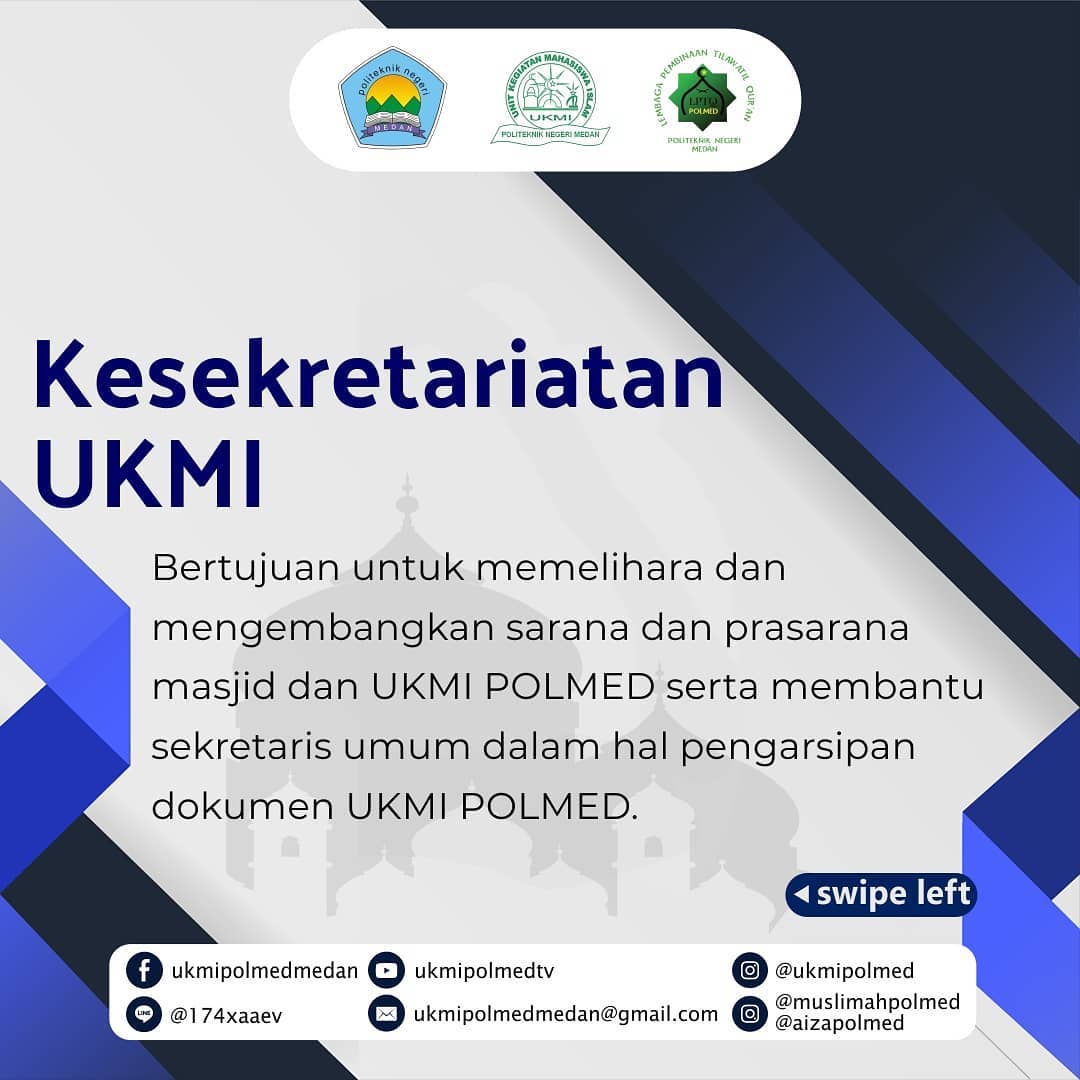 politeknik negeri
MEDAN
UNIT KEGIATAN MAHASISWA ISLAM
UKMI
POLITEKNIK NEGERI MEDAN
LEMBAGA PEMBINAAN TILAWATIL QUR'AN
LPTQ
POLMED
POLITEKNIK NEGERI
MEDAN
Kesekretariatan
UKMI
Bertujuan untuk memelihara dan
mengembangkan sarana dan prasarana
masjid dan UKMI POLMED serta membantu
sekretaris umum dalam hal pengarsipan
dokumen UKMI POLMED.
swipe left
ukmipolmedmedan
ukmipolmedtv
@ukmipolmed
LINE
@174xaaev
ukmipolmedmedan@gmail.com
@muslimahpolmed
@aizapolmed